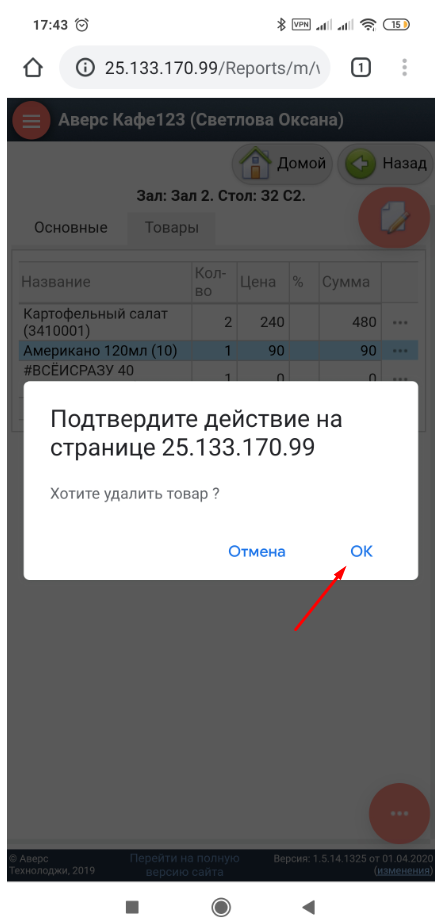 17:43 VPN 15
25.133.170.99/Reports/m/ 1
Аверс Кафе123 (Светлова Оксана)
Домой Назад
Зал: Зал 2. Стол: 32 С2.
Основные Товары
Название Кол-во Цена % Сумма
Картофельный салат (3410001) 2 240 480 ...
Американо 120мл (10) 1 90 90 ...
#ВСЁИСРАЗУ 40 1 0 0 ...
Подтвердите действие на
странице 25.133.170.99
Хотите удалить товар ?
Отмена OK
...
© Аверс Перейти на полную Версия: 1.5.14.1325 от 01.04.2020
Технолоджи, 2019 версию сайта (изменения)